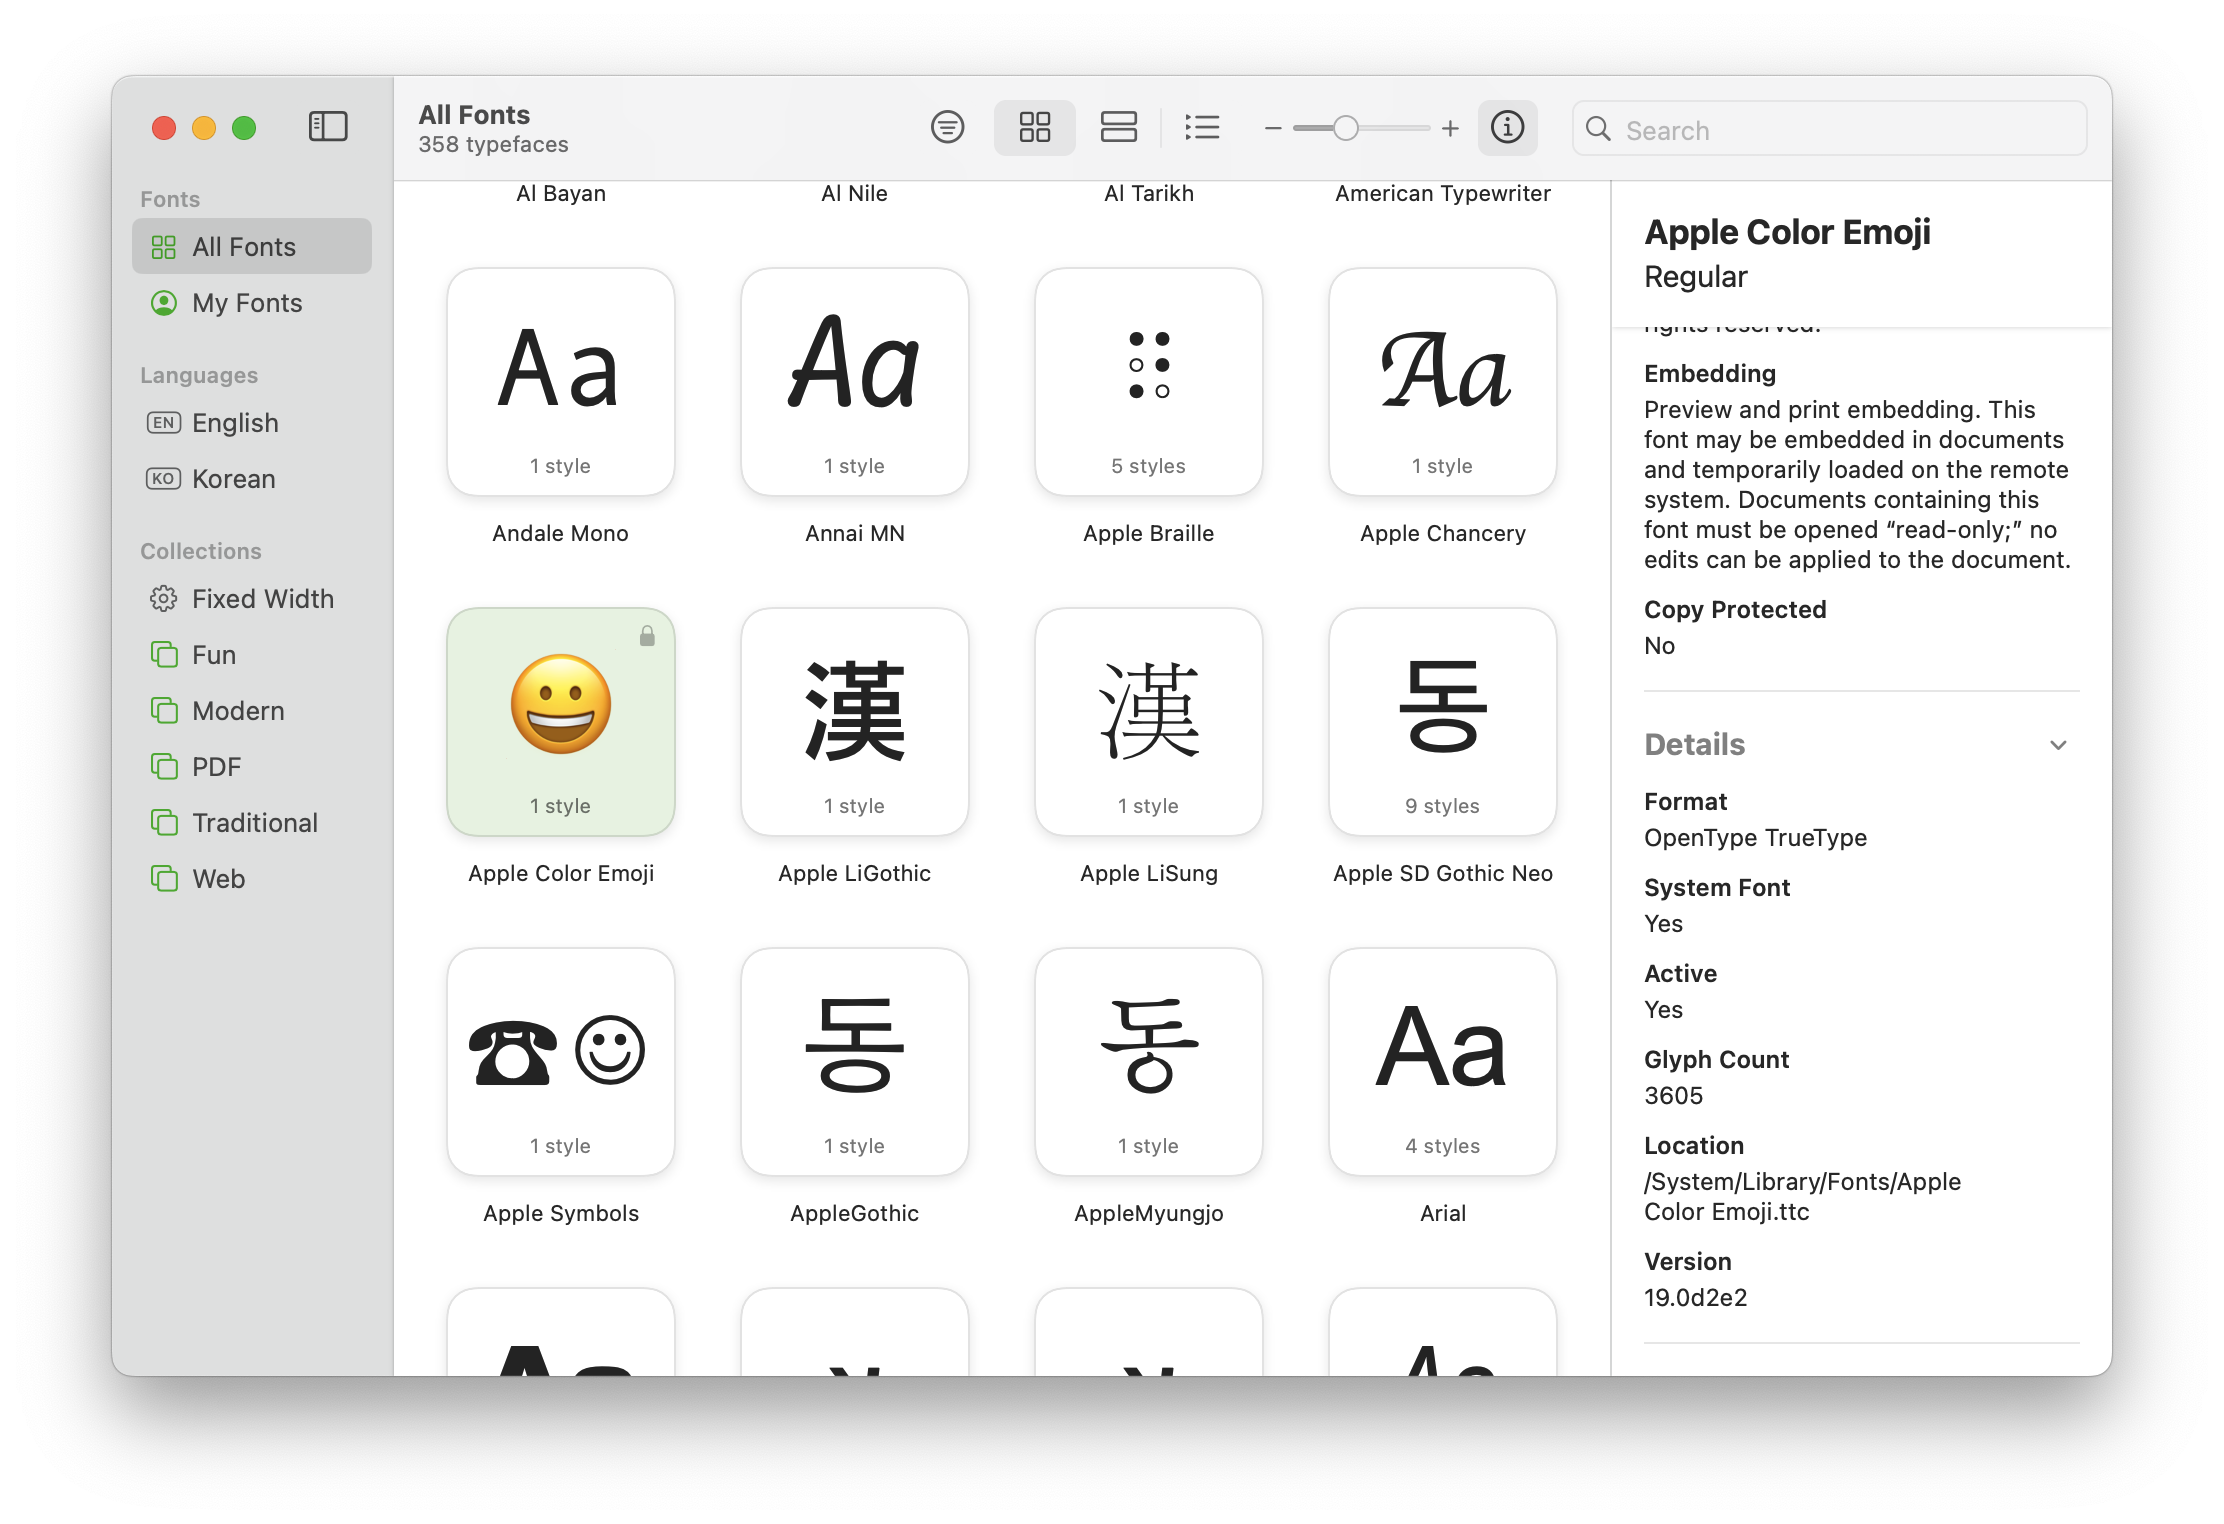 Fonts
All Fonts
My Fonts
Languages
EN English
KO Korean
Collections
Fixed Width
Fun
Modern
PDF
Traditional
Web
All Fonts
358 typefaces
Search
Al Bayan
Al Nile
Al Tarikh
American Typewriter
Aa
1 style
Andale Mono
Aa
1 style
Annai MN
5 styles
Apple Braille
Aa
1 style
Apple Chancery
😀
1 style
Apple Color Emoji
漢
1 style
Apple LiGothic
漢
1 style
Apple LiSung
동
9 styles
Apple SD Gothic Neo
☎☺
1 style
Apple Symbols
동
1 style
AppleGothic
동
1 style
AppleMyungjo
Aa
4 styles
Arial
Apple Color Emoji
Regular
rights reserved.
Embedding
Preview and print embedding. This
font may be embedded in documents
and temporarily loaded on the remote
system. Documents containing this
font must be opened “read-only;” no
edits can be applied to the document.
Copy Protected
No
Details
Format
OpenType TrueType
System Font
Yes
Active
Yes
Glyph Count
3605
Location
/System/Library/Fonts/Apple
Color Emoji.ttc
Version
19.0d2e2